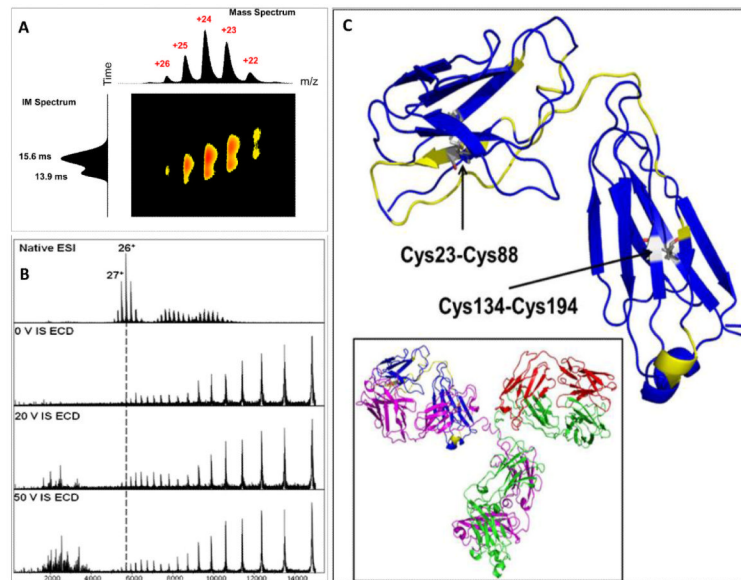 A
Mass Spectrum
+24
+25
+23
+26
+22
Time
m/z
IM Spectrum
15.6 ms
13.9 ms
B
Native ESI
26⁺
27⁺
0 V IS ECD
20 V IS ECD
50 V IS ECD
2000 4000 6000 8000 10000 12000 14000
C
Cys23-Cys88
Cys134-Cys194